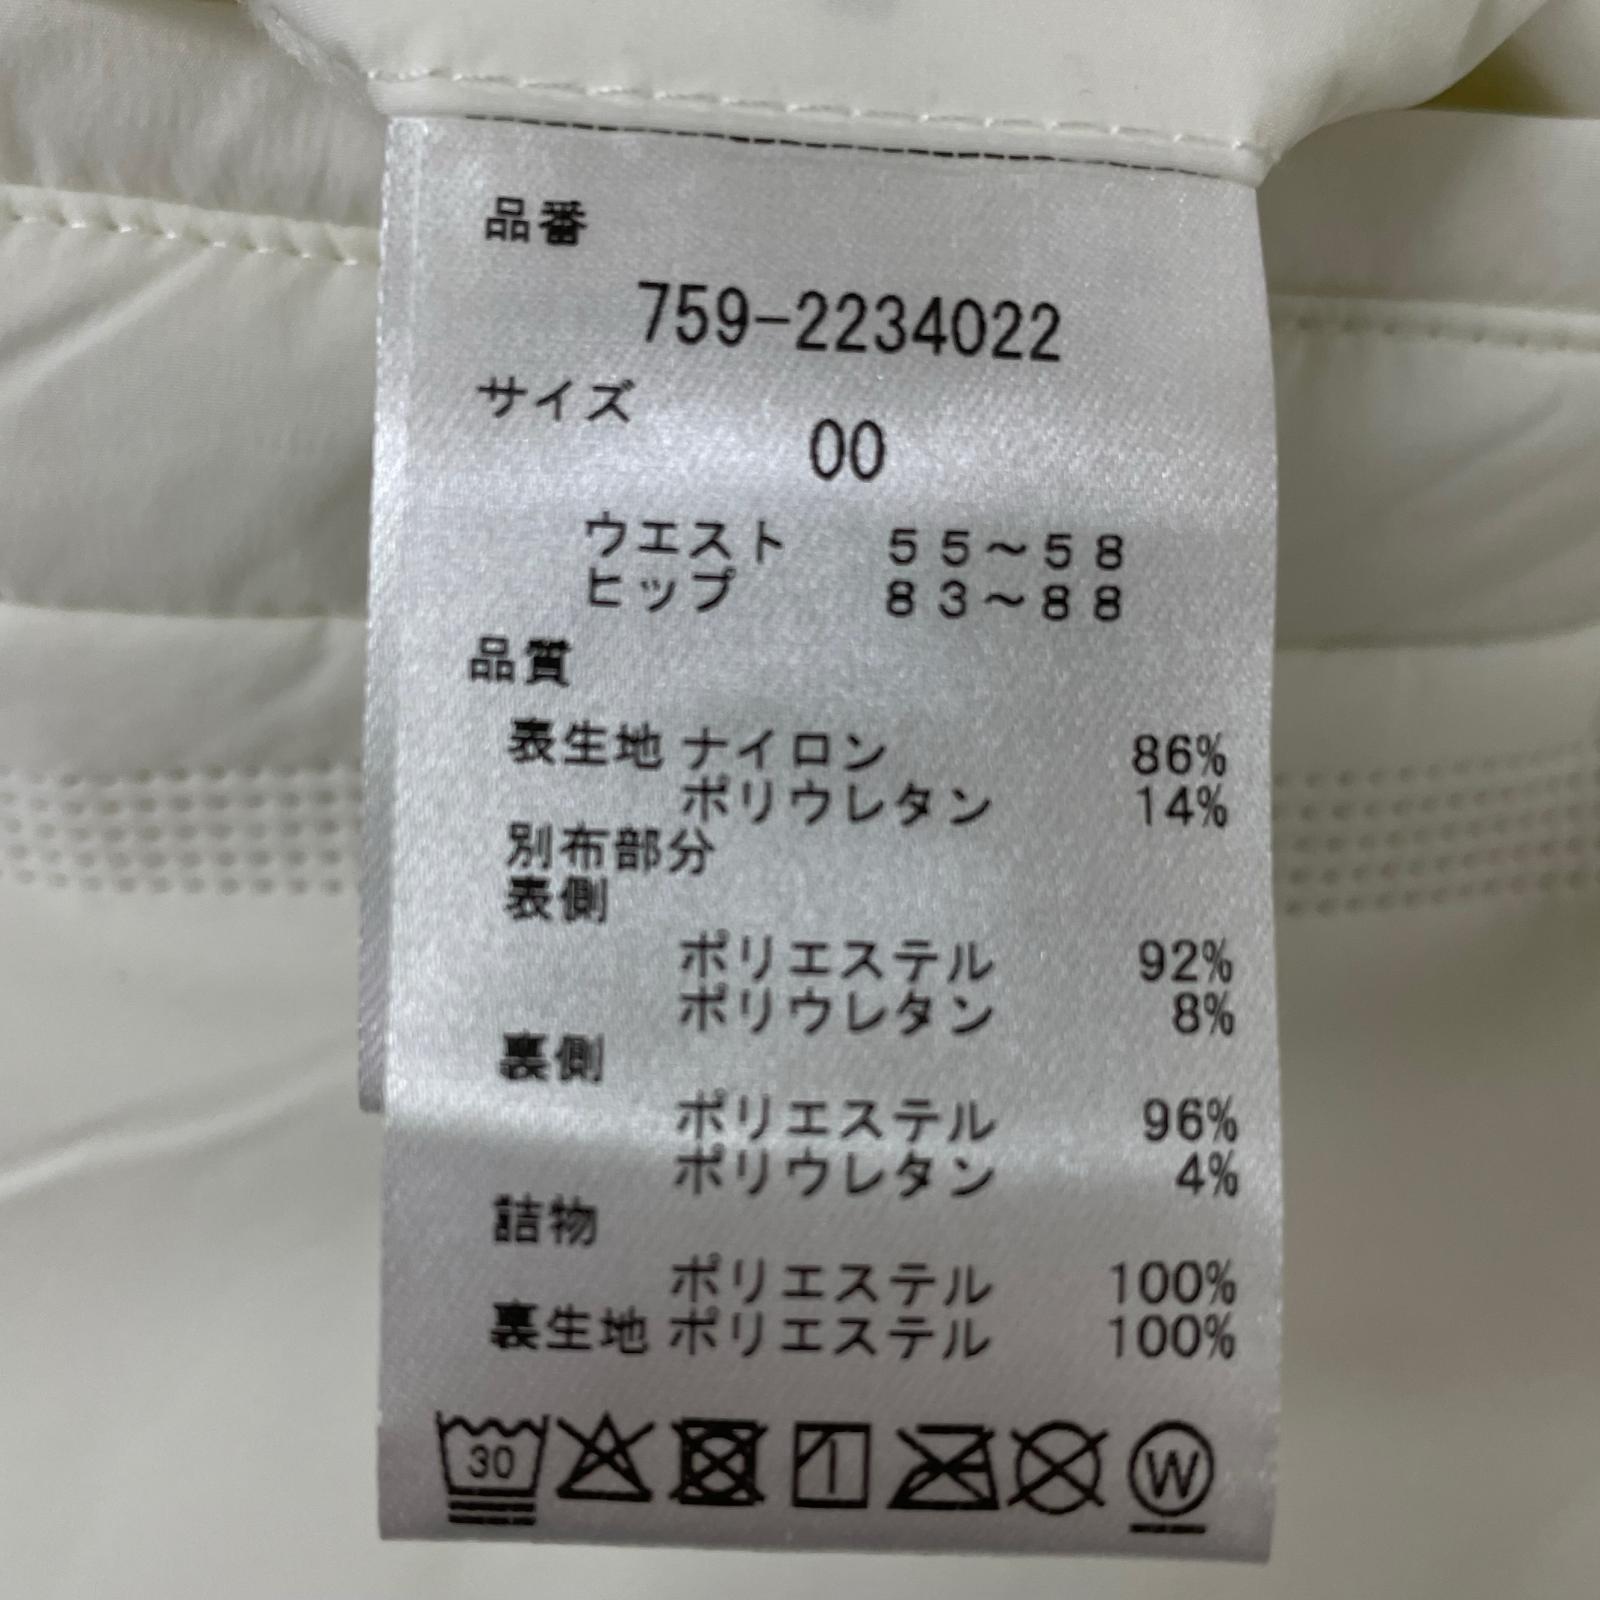 品番
759-2234022
サイズ
00
ウエスト 55~58
ヒップ 83~88
品質
表生地 ナイロン 86%
ポリウレタン 14%
別布部分
表側
ポリエステル 92%
ポリウレタン 8%
裏側
ポリエステル 96%
ポリウレタン 4%
詰物
ポリエステル 100%
裏生地 ポリエステル 100%
30 W